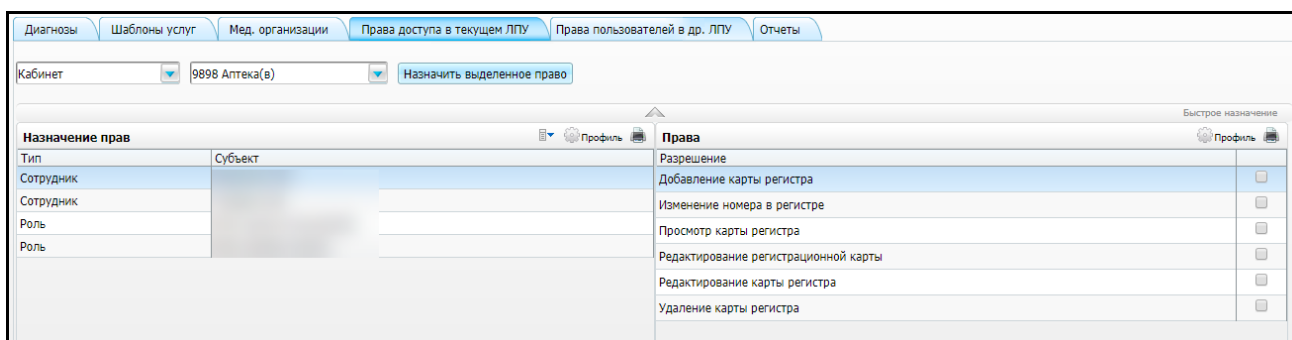 Диагнозы Шаблоны услуг Мед. организации Права доступа в текущем ЛПУ Права пользователей в др. ЛПУ Отчеты
Кабинет 9898 Аптека(в) Назначить выделенное право
Быстрое назначение
Назначение прав Профиль Права Профиль
Тип Субъект Разрешение
Сотрудник Добавление карты регистра
Сотрудник Изменение номера в регистре
Роль Просмотр карты регистра
Роль Редактирование регистрационной карты
Редактирование карты регистра
Удаление карты регистра